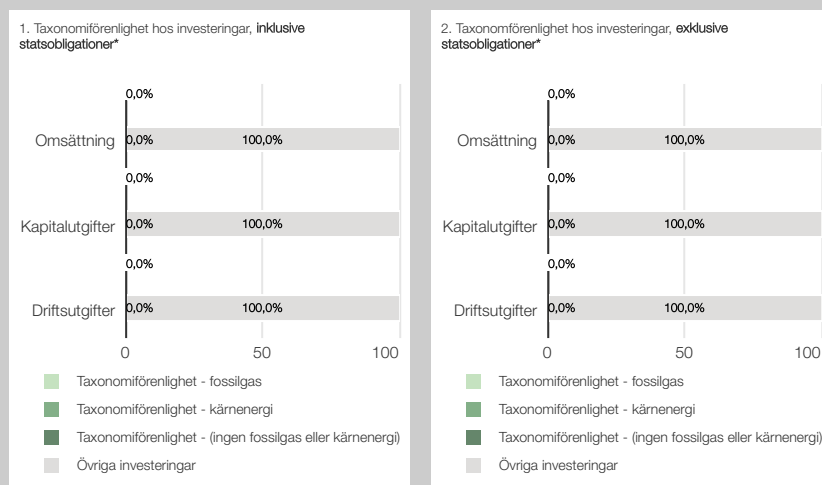 1. Taxonomiförenlighet hos investeringar, inklusive
statsobligationer*
0,0%
Omsättning 0,0% 100,0%
0,0%
Kapitalutgifter 0,0% 100,0%
0,0%
Driftsutgifter 0,0% 100,0%
0 50 100
Taxonomiförenlighet - fossilgas
Taxonomiförenlighet - kärnenergi
Taxonomiförenlighet - (ingen fossilgas eller kärnenergi)
Övriga investeringar
2. Taxonomförenlighet hos investeringar, exklusive
statsobligationer*
0,0%
Omsättning 0,0% 100,0%
0,0%
Kapitalutgifter 0,0% 100,0%
0,0%
Driftsutgifter 0,0% 100,0%
0 50 100
Taxonomiförenlighet - fossilgas
Taxonomiförenlighet - kärnenergi
Taxonomiförenlighet - (ingen fossilgas eller kärnenergi)
Övriga investeringar